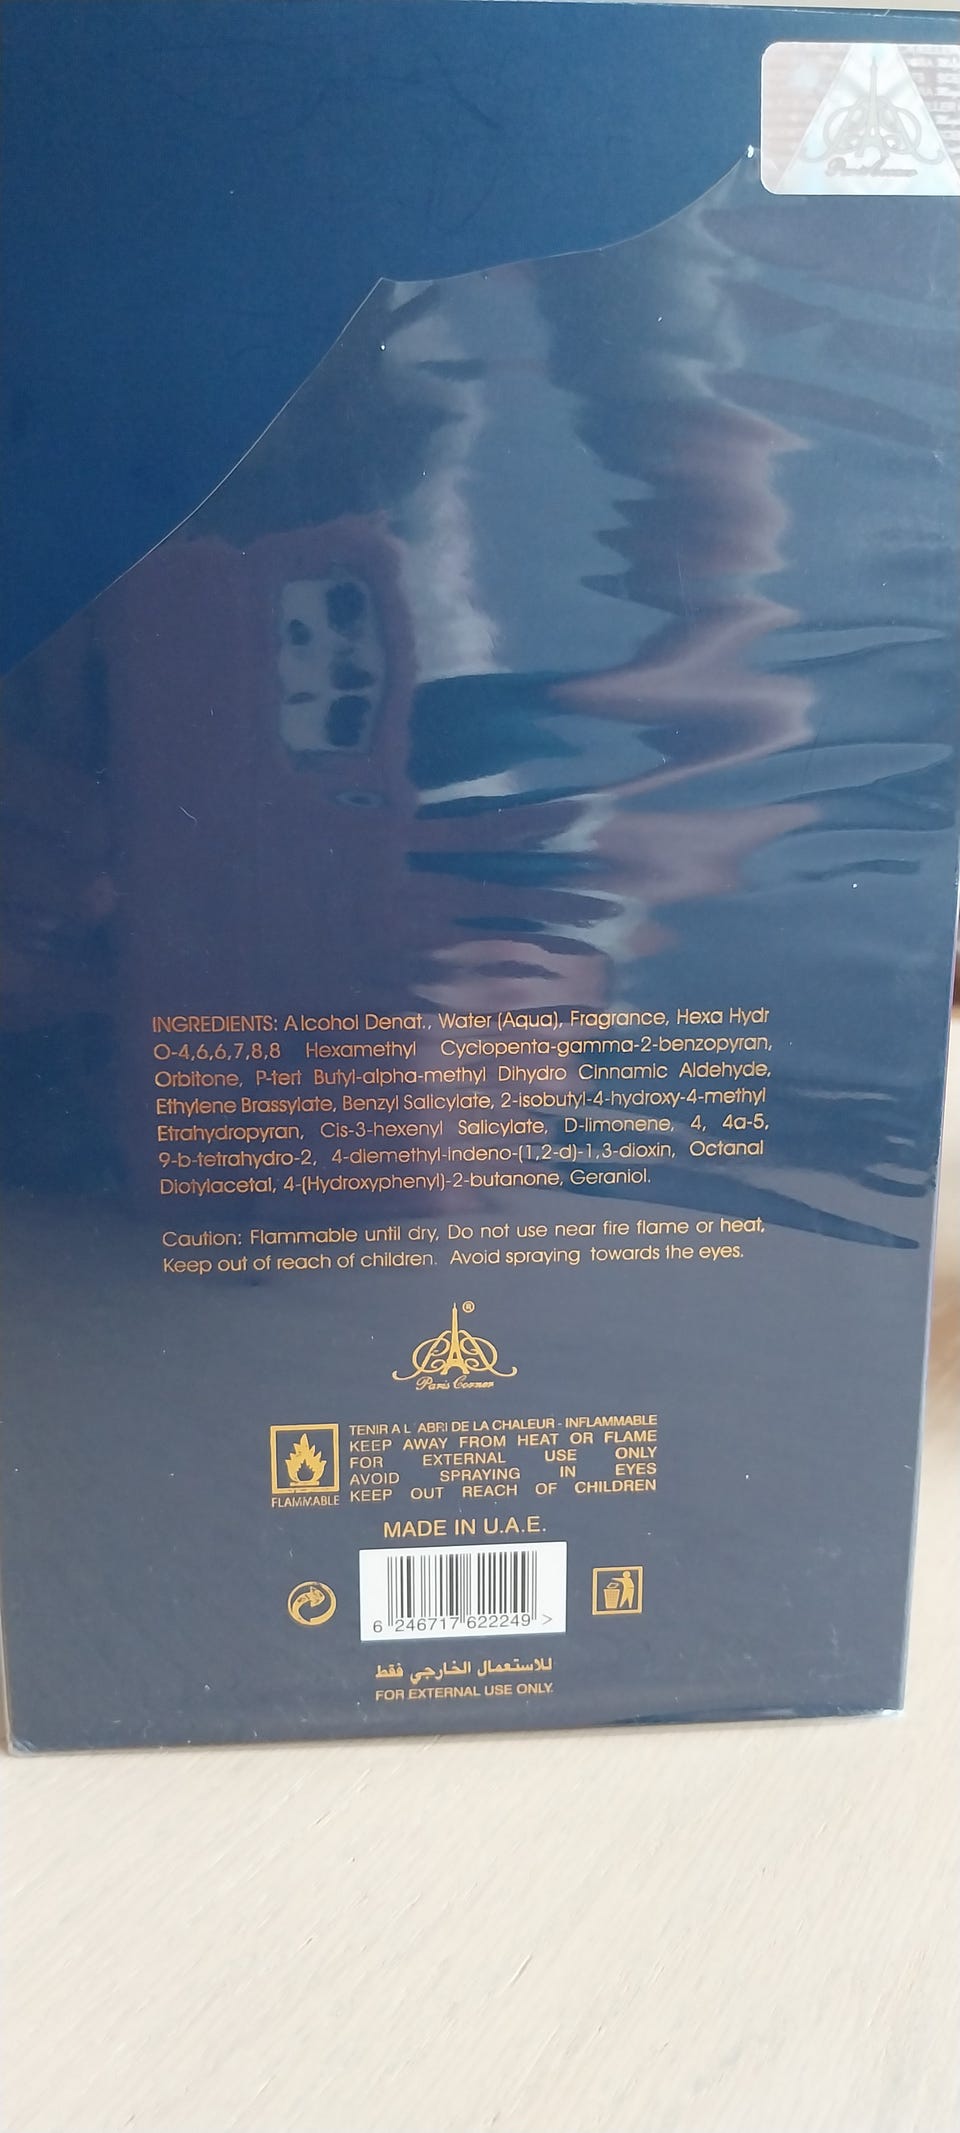 Paris Corner
INGREDIENTS: Alcohol Denat., Water (Aqua), Fragrance, Hexa Hydr
O-4,6,6,7,8,8 Hexamethyl Cyclopenta-gamma-2-benzopyran,
Orbitone, P-tert Butyl-alpha-methyl Dihydro Cinnamic Aldehyde,
Ethylene Brassylate, Benzyl Salicylate, 2-isobutyl-4-hydroxy-4-methyl
Etrahydropyran, Cis-3-hexenyl Salicylate, D-limonene, 4, 4a-5,
9-b-tetrahydro-2, 4-diemethyl-indeno-(1,2-d)-1,3-dioxin, Octanal
Diotylacetal, 4-(Hydroxyphenyl)-2-butanone, Geraniol.
Caution: Flammable until dry, Do not use near fire flame or heat,
Keep out of reach of children. Avoid spraying towards the eyes.
®
Paris Corner
TENIR A L' ABRI DE LA CHALEUR - INFLAMMABLE
KEEP AWAY FROM HEAT OR FLAME
FOR EXTERNAL USE ONLY
AVOID SPRAYING IN EYES
KEEP OUT REACH OF CHILDREN
FLAMMABLE
MADE IN U.A.E.
6 246717 622249 >
للاستعمال الخارجي فقط
FOR EXTERNAL USE ONLY.